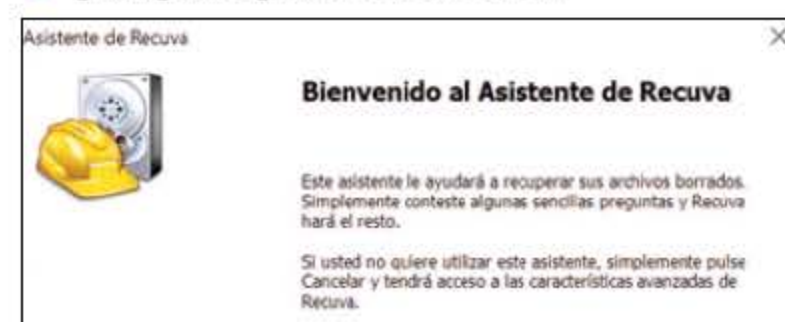 Asistente de Recuva
Bienvenido al Asistente de Recuva
Este asistente le ayudará a recuperar sus archivos borrados.
Simplemente conteste algunas sencillas preguntas y Recuva
hará el resto.
Si usted no quiere utilizar este asistente, simplemente pulse
Cancelar y tendrá acceso a las características avanzadas de
Recuva.